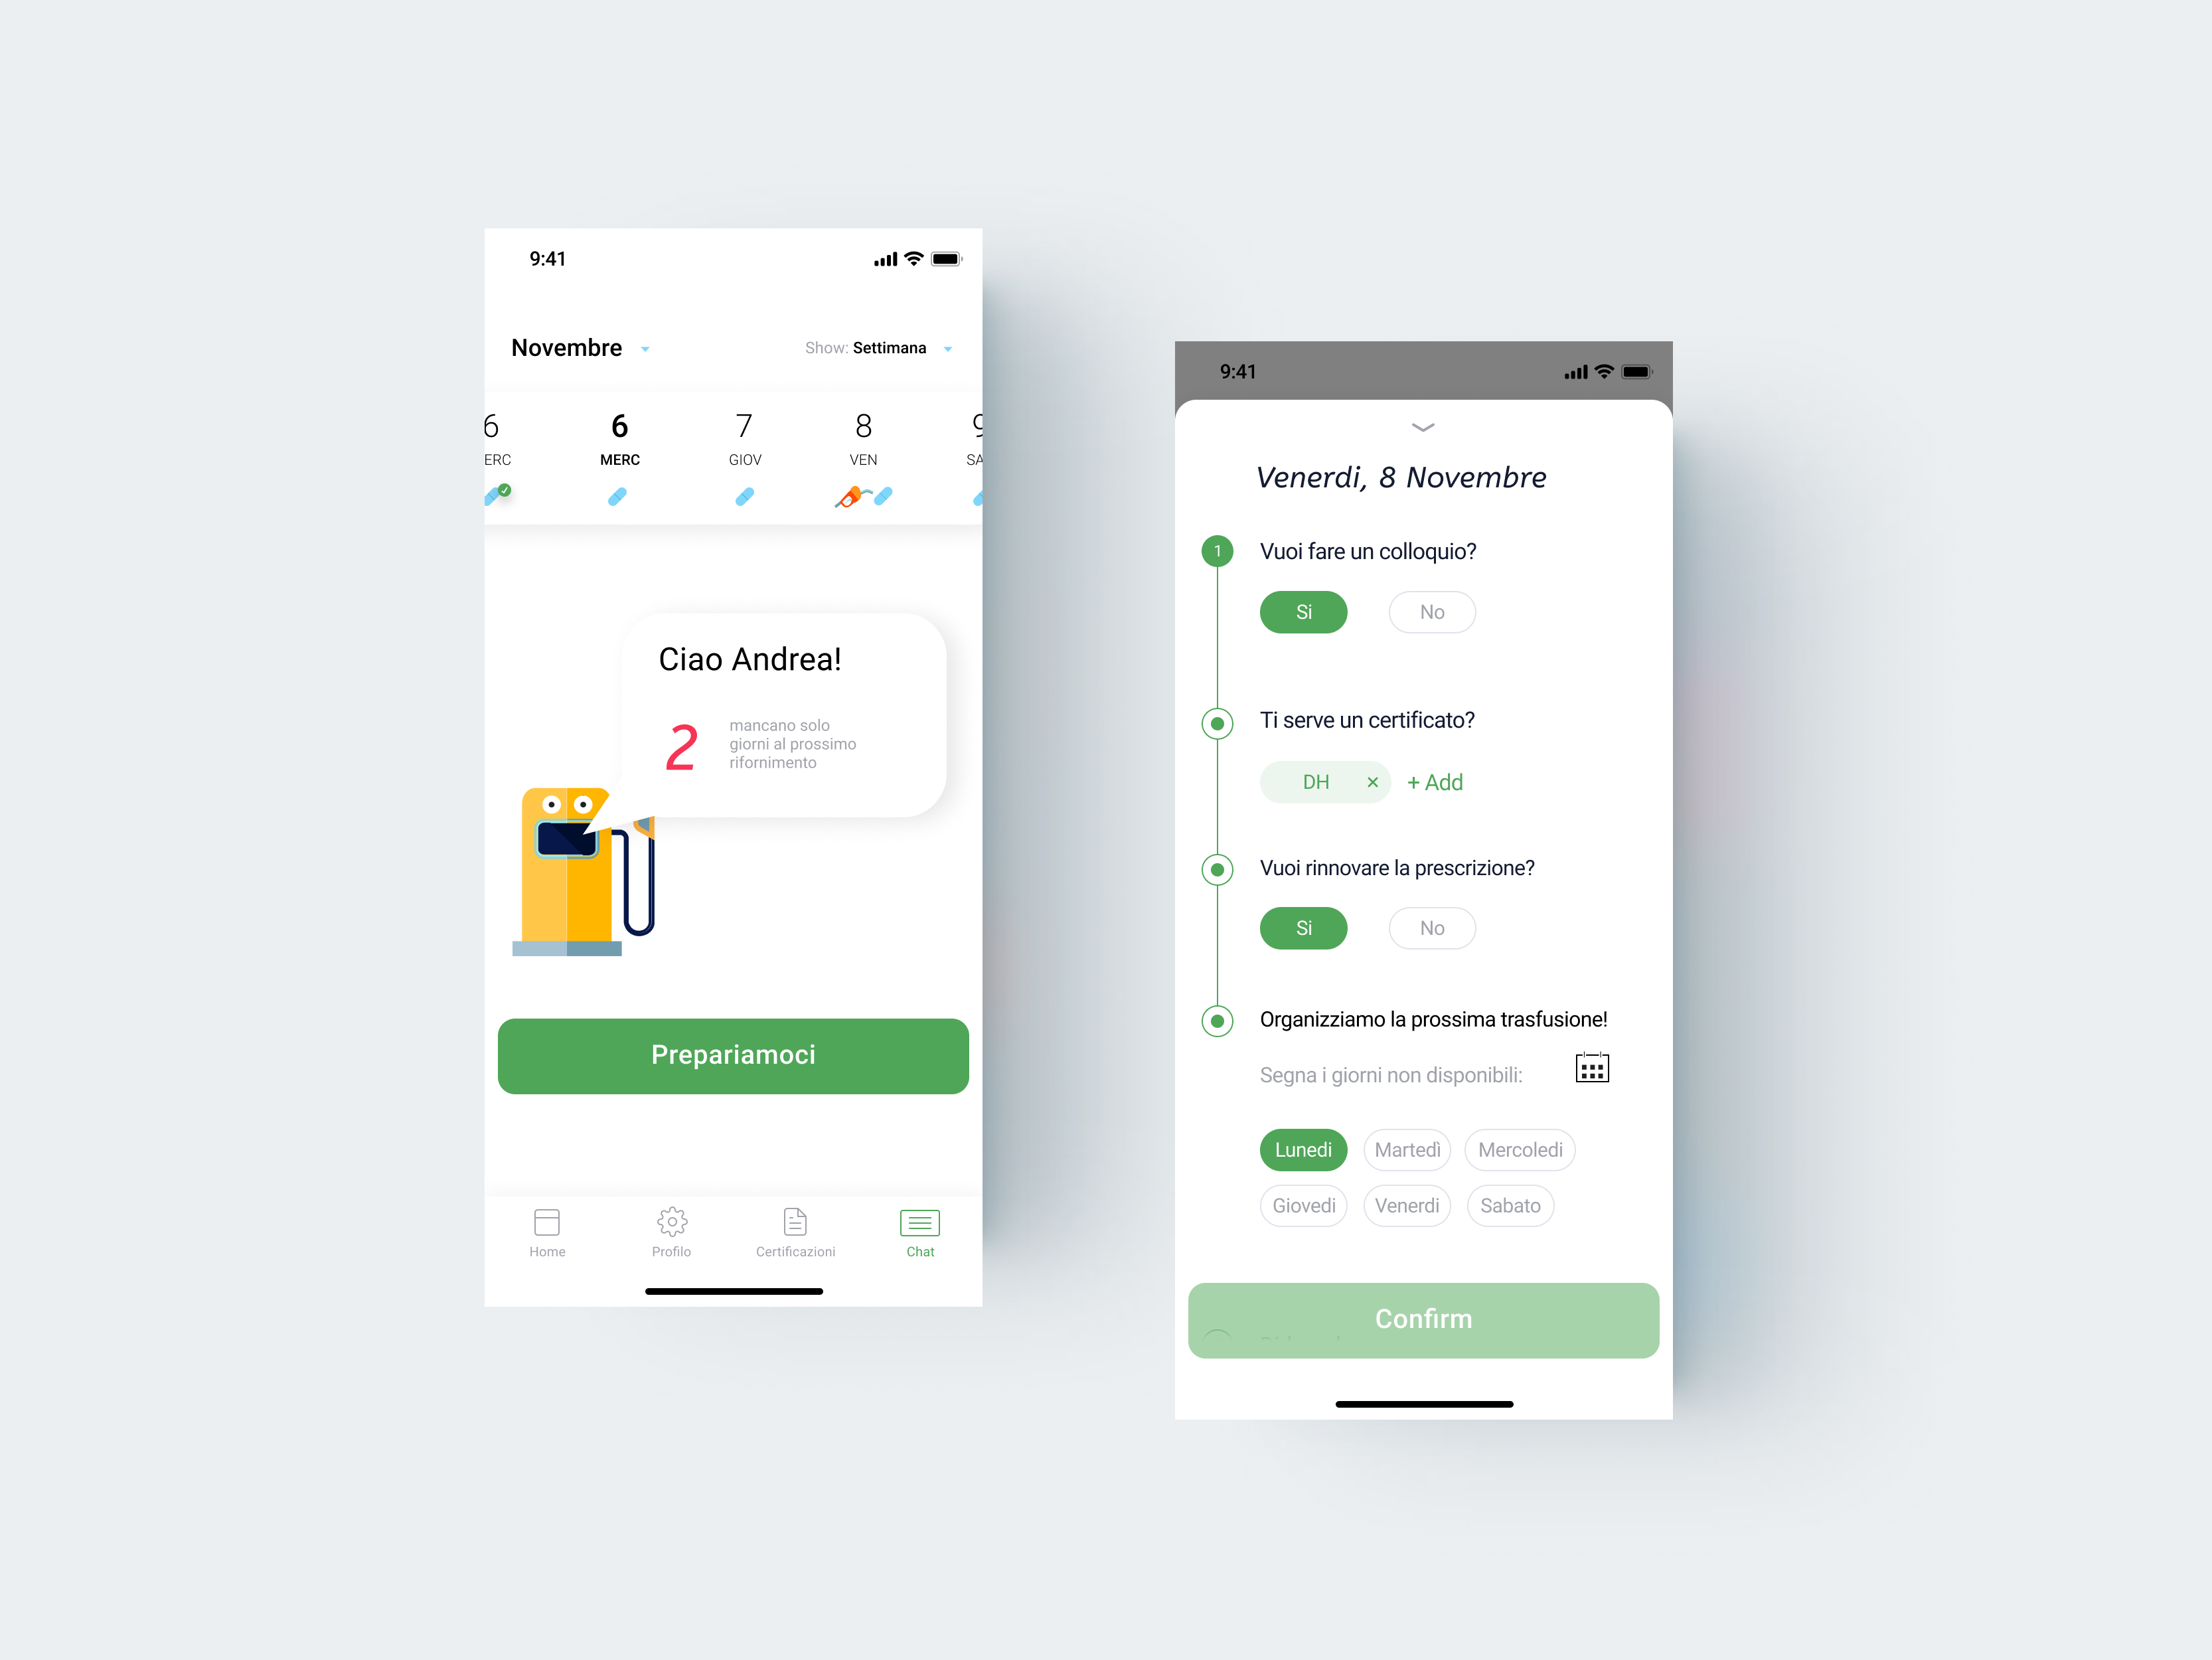 9:41
Novembre
Show: Settimana
6 6 7 8 9
ERC MERC GIOV VEN SA
Ciao Andrea!
2
mancano solo
giorni al prossimo
rifornimento
Prepariamoci
Home Profilo Certificazioni Chat
9:41
Venerdi, 8 Novembre
1 Vuoi fare un colloquio?
Si No
Ti serve un certificato?
DH × + Add
Vuoi rinnovare la prescrizione?
Si No
Organizziamo la prossima trasfusione!
Segna i giorni non disponibili:
Lunedi Martedì Mercoledi
Giovedi Venerdi Sabato
Confirm